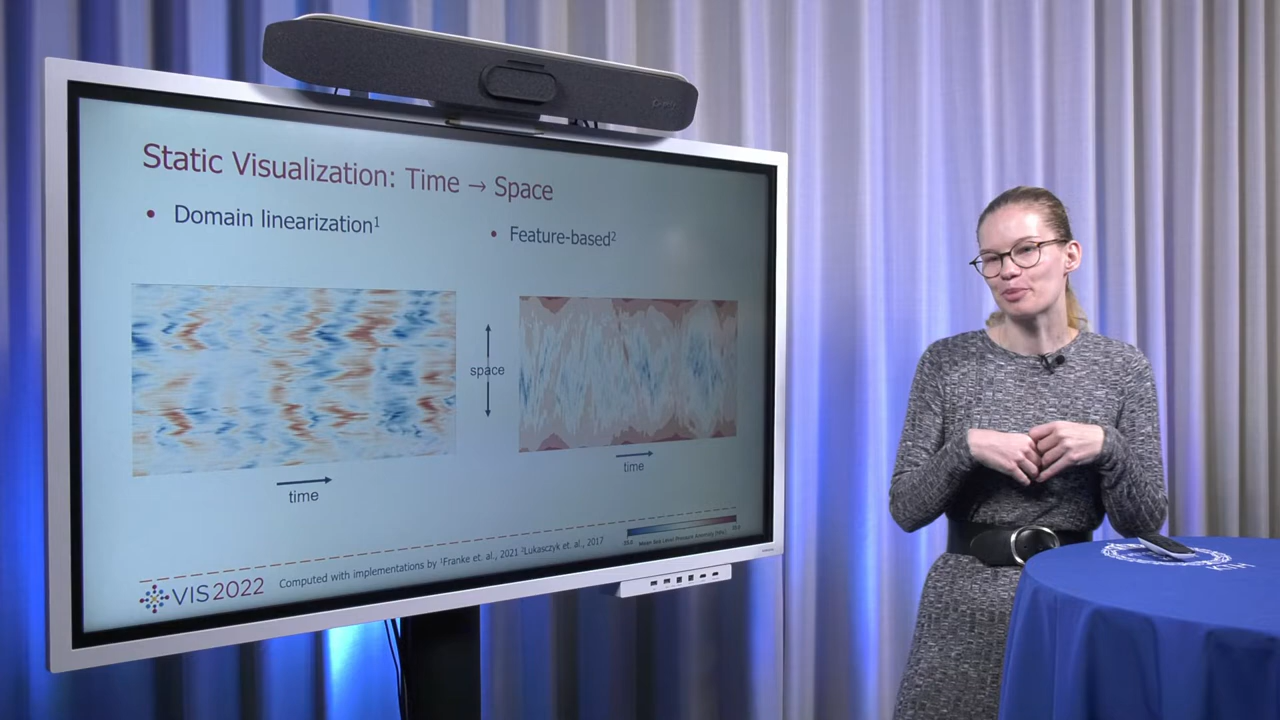 Static Visualization: Time → Space
• Domain linearization¹
• Feature-based²
space
time
time
Computed with implementations by ¹Franke et. al., 2021 ²Lukasczyk et. al., 2017
VIS2022